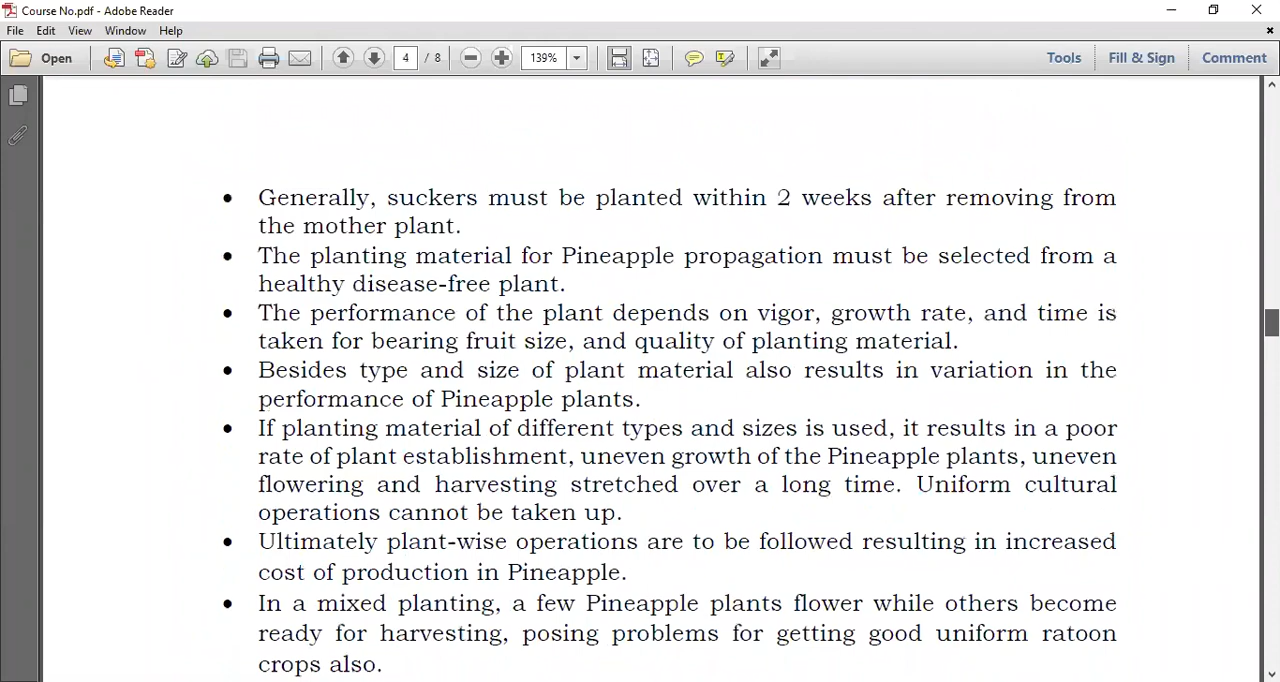 Course No.pdf - Adobe Reader
File Edit View Window Help
Open 4 / 8 139% Tools Fill & Sign Comment
• Generally, suckers must be planted within 2 weeks after removing from
the mother plant.
• The planting material for Pineapple propagation must be selected from a
healthy disease-free plant.
• The performance of the plant depends on vigor, growth rate, and time is
taken for bearing fruit size, and quality of planting material.
• Besides type and size of plant material also results in variation in the
performance of Pineapple plants.
• If planting material of different types and sizes is used, it results in a poor
rate of plant establishment, uneven growth of the Pineapple plants, uneven
flowering and harvesting stretched over a long time. Uniform cultural
operations cannot be taken up.
• Ultimately plant-wise operations are to be followed resulting in increased
cost of production in Pineapple.
• In a mixed planting, a few Pineapple plants flower while others become
ready for harvesting, posing problems for getting good uniform ratoon
crops also.